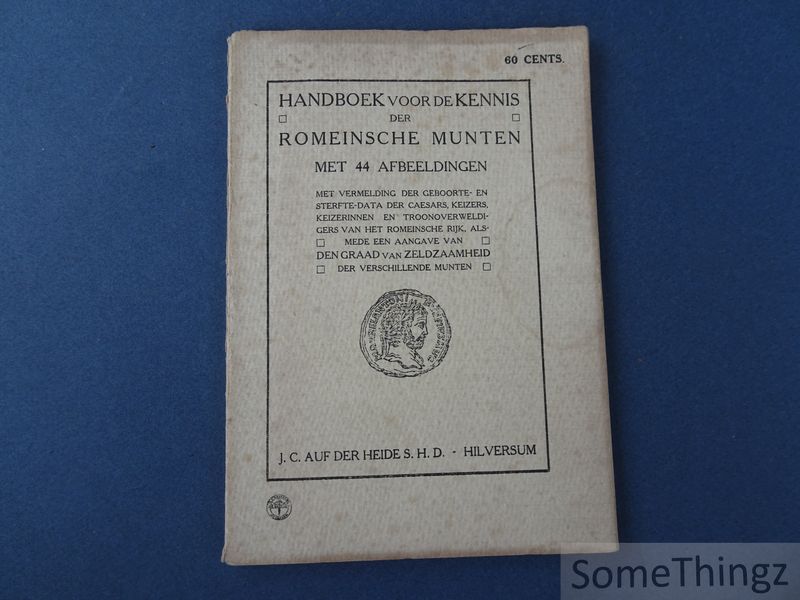 60 CENTS.
HANDBOEK VOOR DE KENNIS
DER
ROMEINSCHE MUNTEN
MET 44 AFBEELDINGEN
MET VERMELDING DER GEBOORTE- EN
STERFTE-DATA DER CAESARS, KEIZERS,
KEIZERINNEN EN TROONOVERWELDI-
GERS VAN HET ROMEINSCHE RIJK, ALS-
MEDE EEN AANGAVE VAN
DEN GRAAD VAN ZELDZAAMHEID
DER VERSCHILLENDE MUNTEN
J. C. AUF DER HEIDE S. H. D. - HILVERSUM
SomeThingz